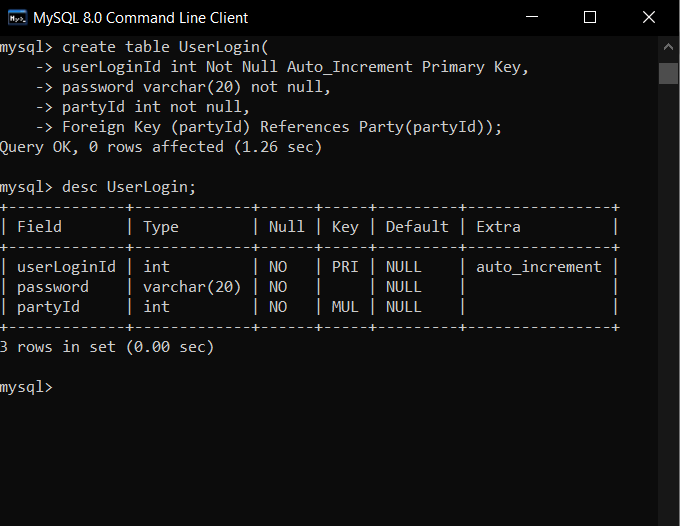 MySQL 8.0 Command Line Client
mysql> create table UserLogin(
    -> userLoginId int Not Null Auto_Increment Primary Key,
    -> password varchar(20) not null,
    -> partyId int not null,
    -> Foreign Key (partyId) References Party(partyId));
Query OK, 0 rows affected (1.26 sec)

mysql> desc UserLogin;
+-------------+-------------+------+-----+---------+----------------+
| Field       | Type        | Null | Key | Default | Extra          |
+-------------+-------------+------+-----+---------+----------------+
| userLoginId | int         | NO   | PRI | NULL    | auto_increment |
| password    | varchar(20) | NO   |     | NULL    |                |
| partyId     | int         | NO   | MUL | NULL    |                |
+-------------+-------------+------+-----+---------+----------------+
3 rows in set (0.00 sec)

mysql>